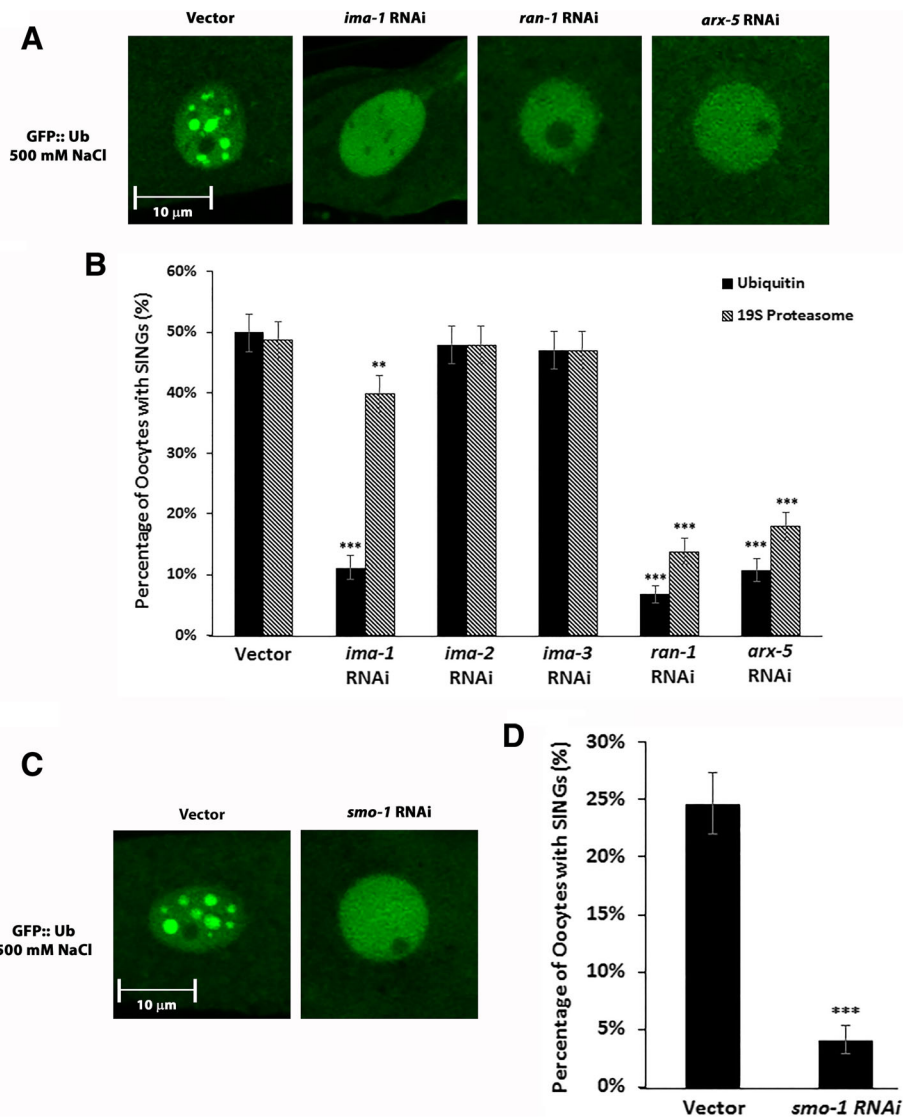 A
Vector
ima-1 RNAi
ran-1 RNAi
arx-5 RNAi
GFP:: Ub
500 mM NaCl
10 μm
B
Percentage of Oocytes with SINGs (%)
60%
50%
40%
30%
20%
10%
0%
Ubiquitin
19S Proteasome
***
**
***
***
***
***
Vector
ima-1
RNAi
ima-2
RNAi
ima-3
RNAi
ran-1
RNAi
arx-5
RNAi
C
Vector
smo-1 RNAi
GFP:: Ub
500 mM NaCl
10 μm
D
Percentage of Oocytes with SINGs (%)
30%
25%
20%
15%
10%
5%
0%
***
Vector
smo-1 RNAi